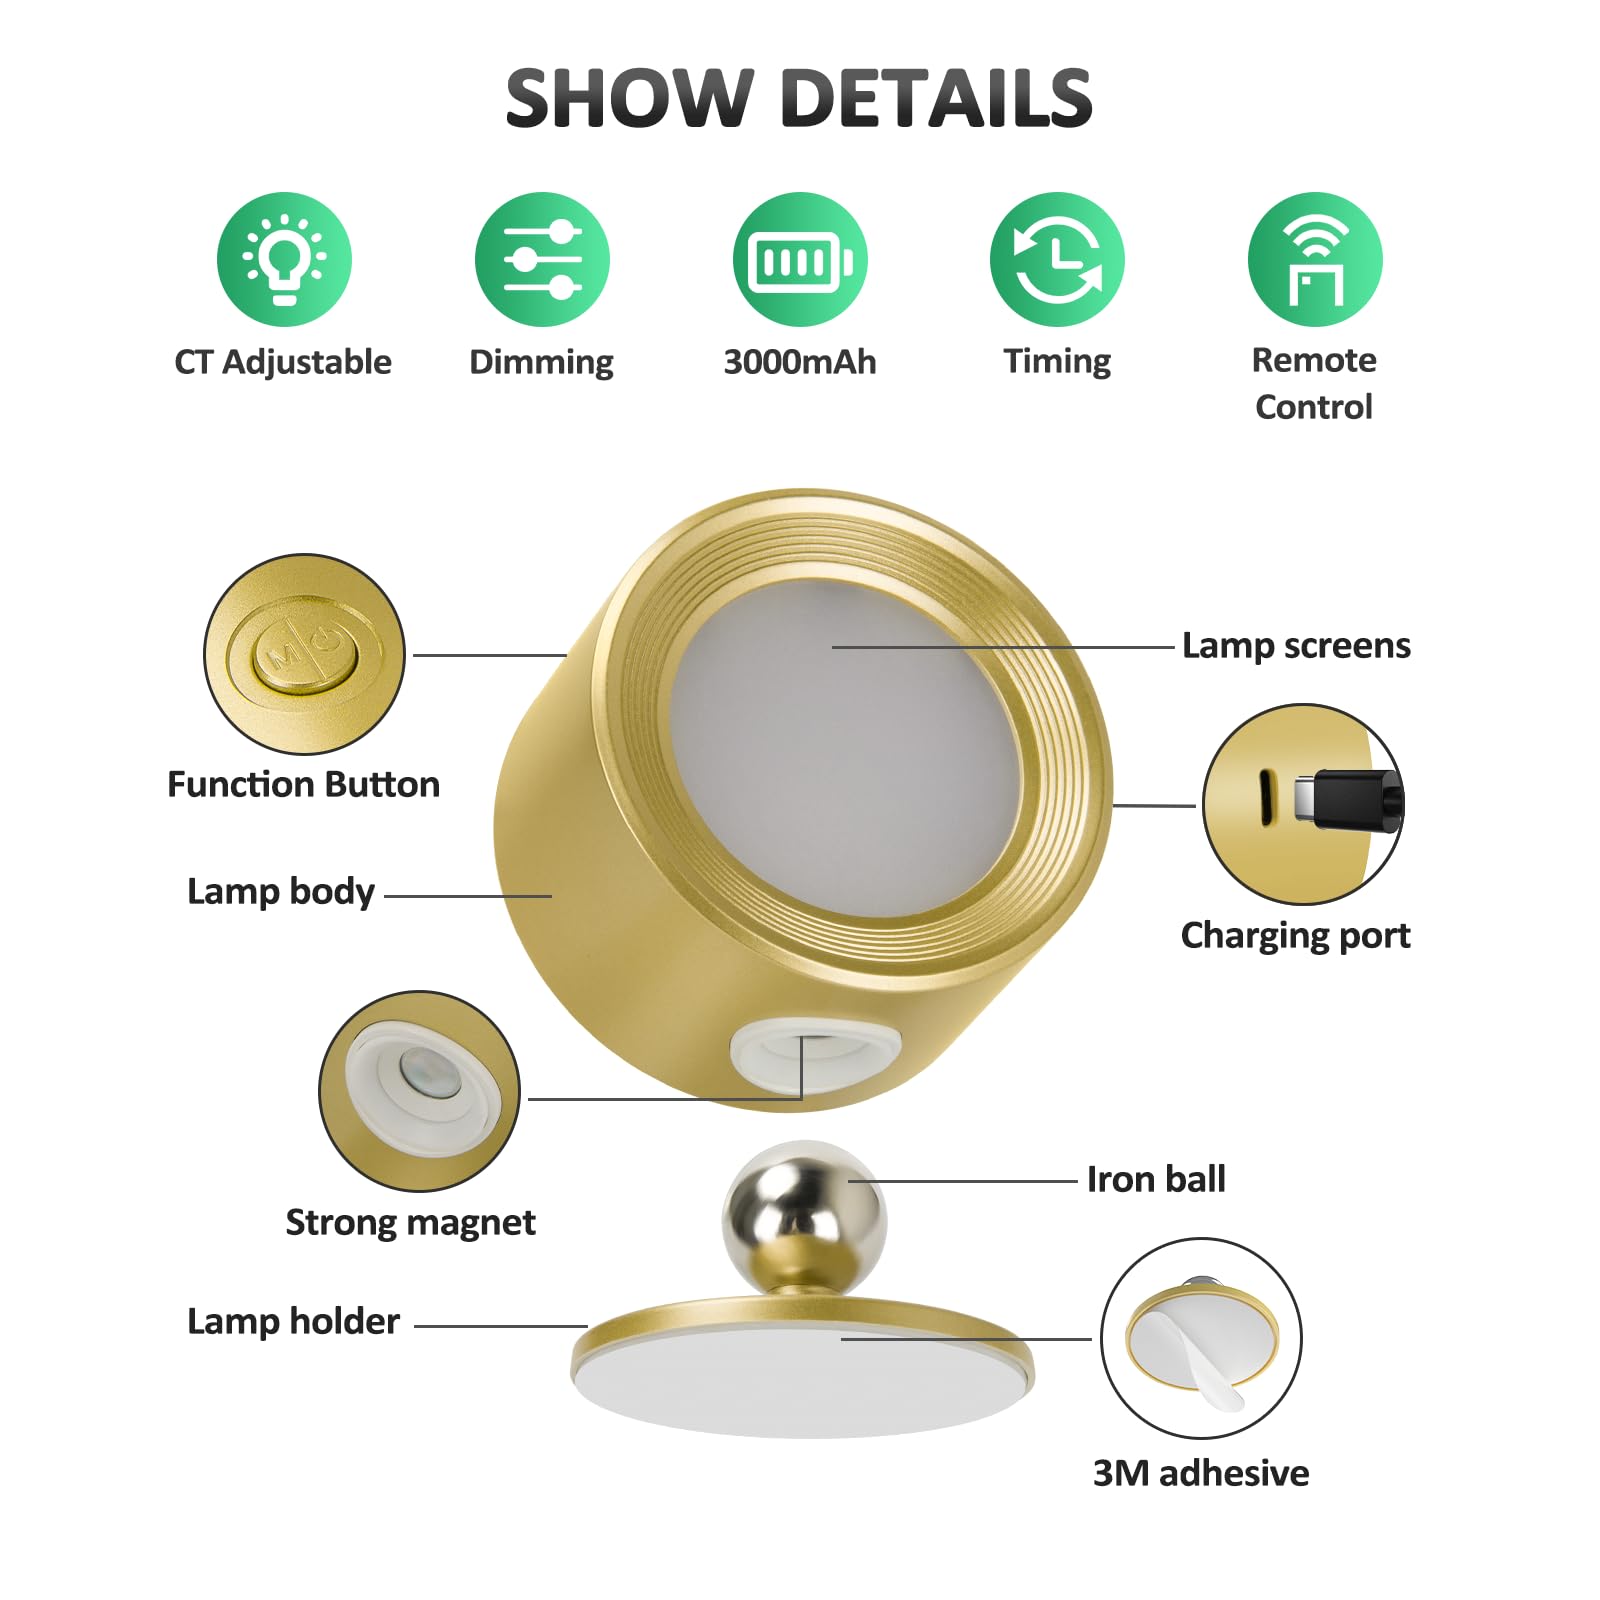 SHOW DETAILS
CT Adjustable
Dimming
3000mAh
Timing
Remote
Control
M
Function Button
Lamp screens
Lamp body
Charging port
Strong magnet
Iron ball
Lamp holder
3M adhesive